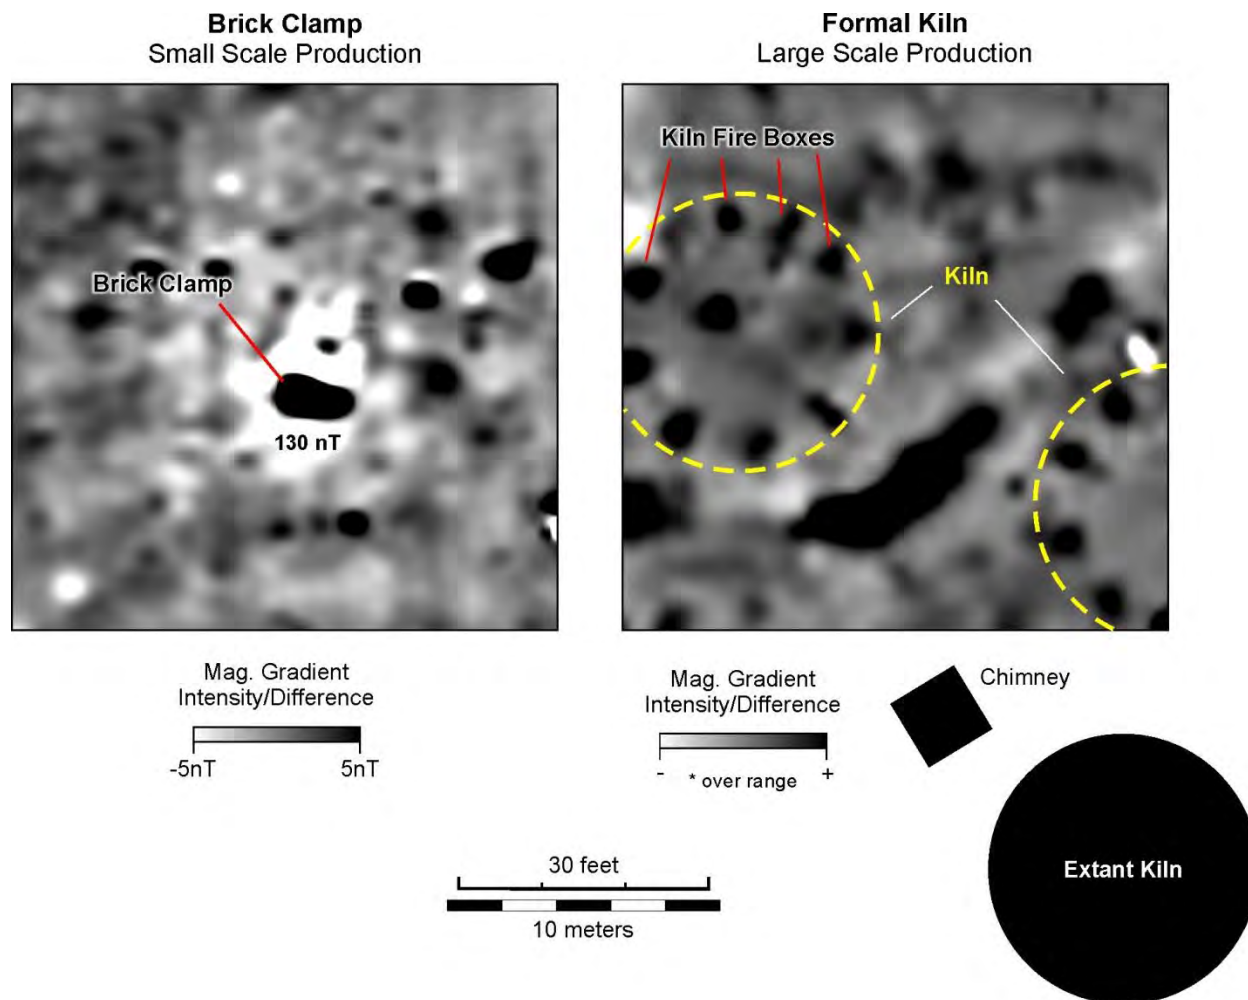 Brick Clamp
Small Scale Production
Brick Clamp
130 nT
Mag. Gradient
Intensity/Difference
-5nT 5nT
Formal Kiln
Large Scale Production
Kiln Fire Boxes
Kiln
Mag. Gradient
Intensity/Difference
- * over range +
Chimney
Extant Kiln
30 feet
10 meters